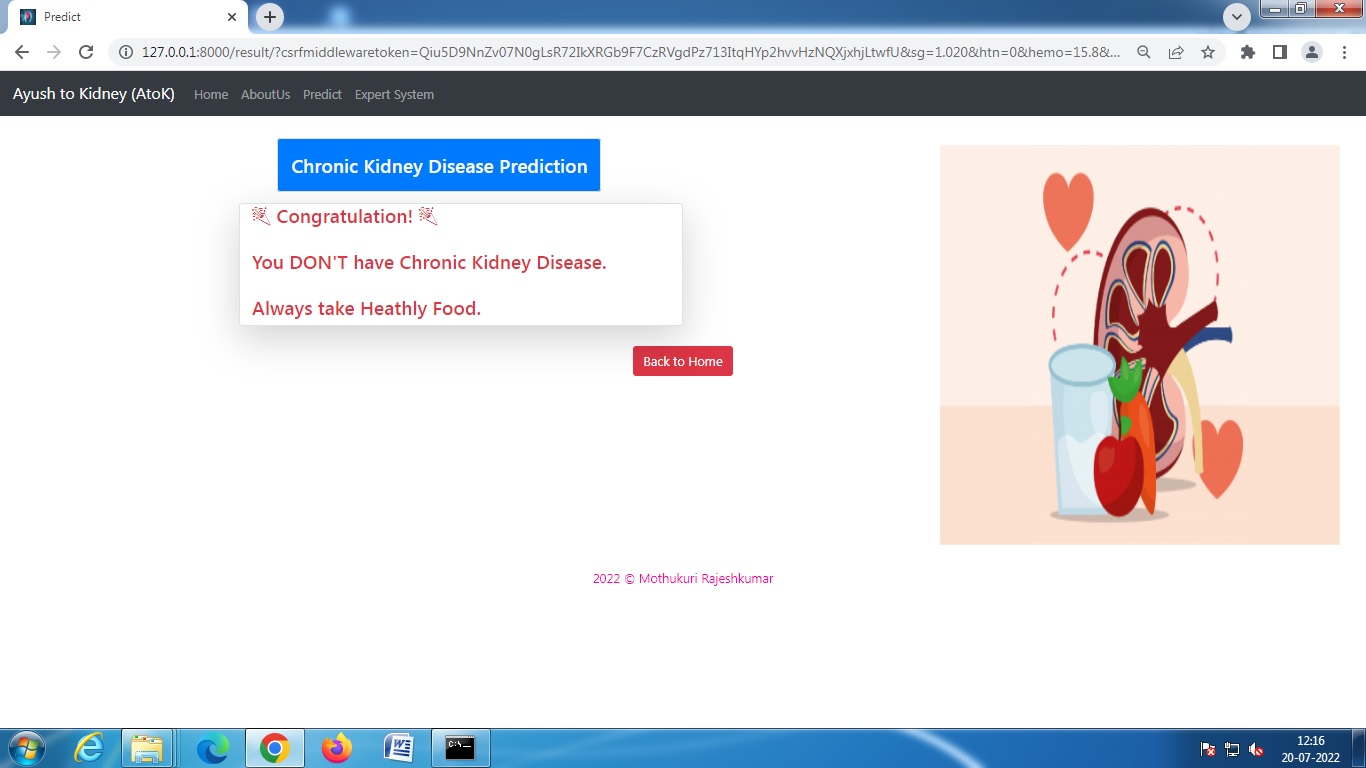 Predict
127.0.0.1:8000/result/?csrfmiddlewaretoken=Qiu5D9NnZv07N0gLsR72IkXRGb9F7CzRVgdPz713ItqHYp2hvvHzNQXjxhjLtwfU&sg=1.020&htn=0&hemo=15.8&...
Ayush to Kidney (AtoK) Home AboutUs Predict Expert System
Chronic Kidney Disease Prediction
Congratulation!
You DON'T have Chronic Kidney Disease.
Always take Heathly Food.
Back to Home
2022 © Mothukuri Rajeshkumar
12:16
20-07-2022